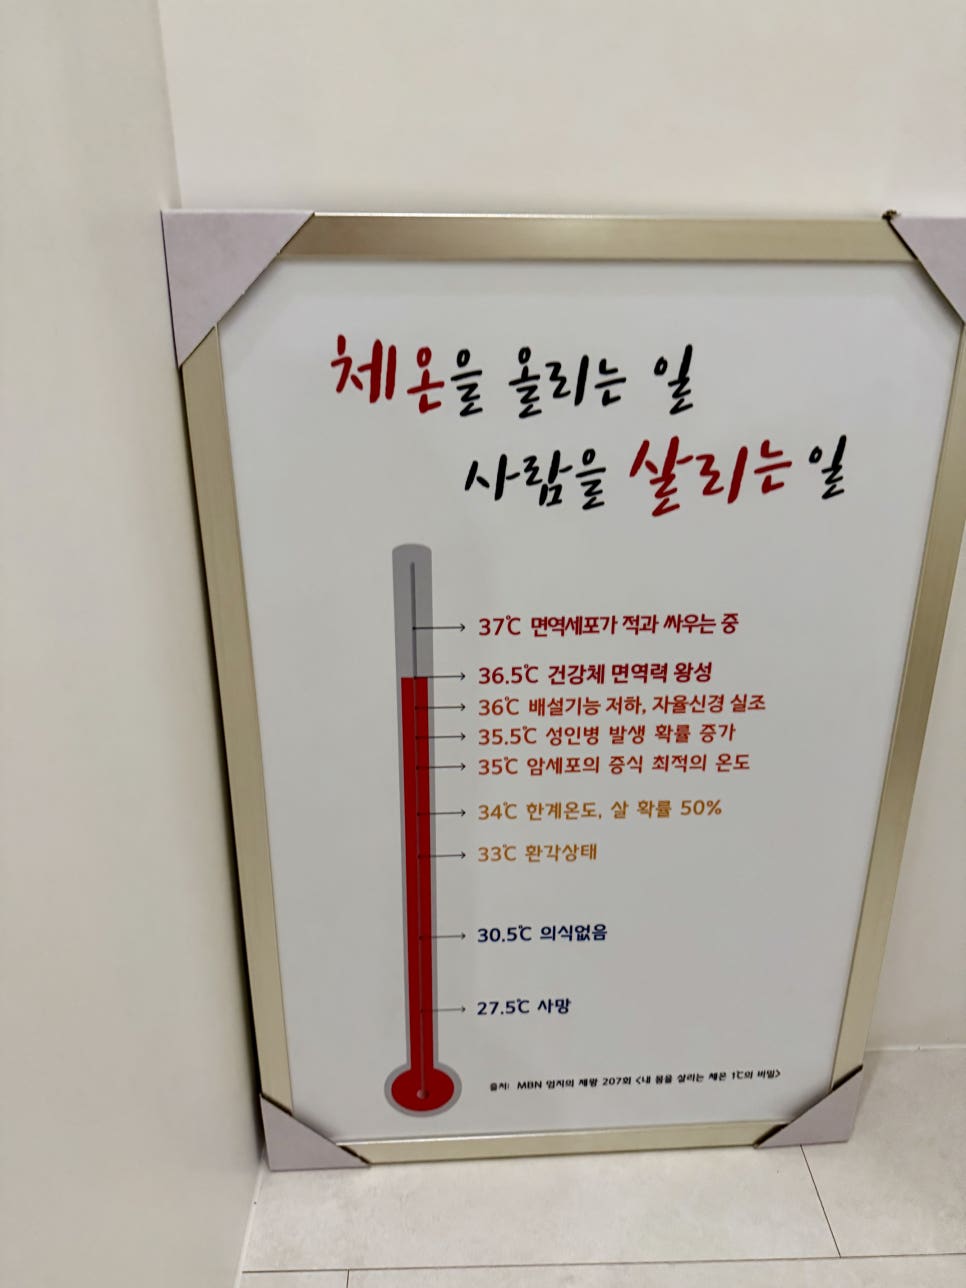 체온을 올리는 일
사람을 살리는 일
37℃ 면역세포가 적과 싸우는 중
36.5℃ 건강체 면역력 왕성
36℃ 배설기능 저하, 자율신경 실조
35.5℃ 성인병 발생 확률 증가
35℃ 암세포의 증식 최적의 온도
34℃ 한계온도, 살 확률 50%
33℃ 환각상태
30.5℃ 의식없음
27.5℃ 사망
출처: MBN 엄지의 제왕 207회 <내 몸을 살리는 체온 1℃의 비밀>